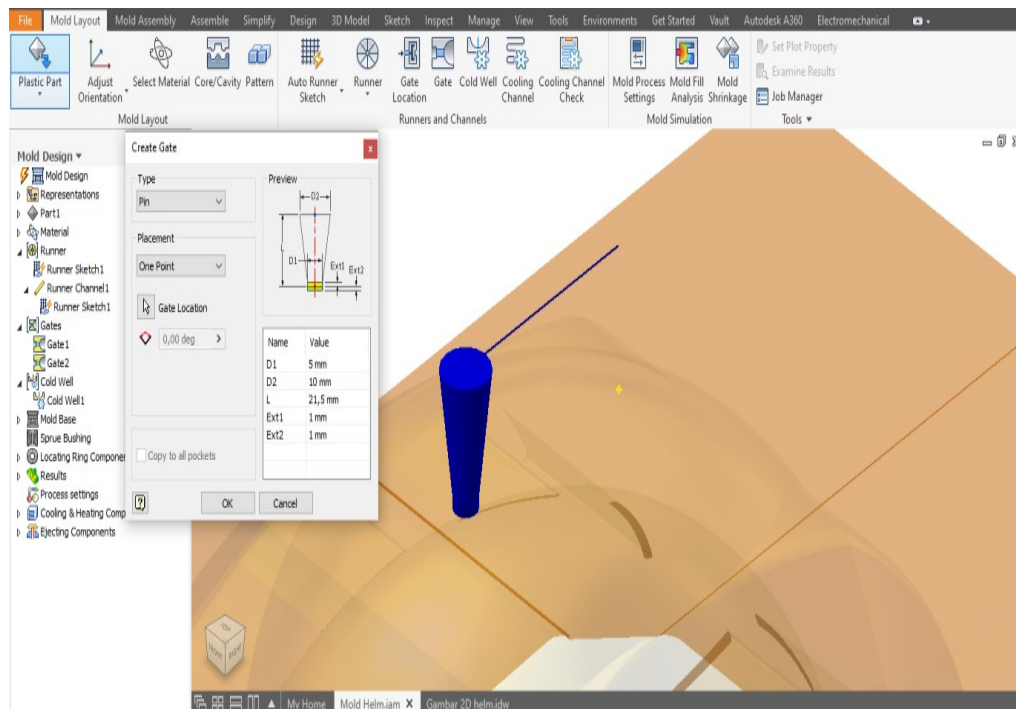 File Mold Layout Mold Assembly Assemble Simplify Design 3D Model Sketch Inspect Manage View Tools Environments Get Started Vault Autodesk A360 Electromechanical
Plastic Part
Adjust Orientation
Select Material
Core/Cavity
Pattern
Auto Runner Sketch
Runner
Gate Location
Gate
Cold Well
Cooling Channel
Cooling Channel Check
Mold Process Settings
Mold Fill Analysis
Mold Shrinkage
Set Plot Property
Examine Results
Job Manager
Mold Layout
Runners and Channels
Mold Simulation
Tools
Mold Design
Mold Design
Representations
Part1
Material
Runner
Runner Sketch1
Runner Channel1
Runner Sketch1
Gates
Gate1
Gate2
Cold Well
Cold Well1
Mold Base
Sprue Bushing
Locating Ring Compone
Results
Process settings
Cooling & Heating Comp
Ejecting Components
Create Gate
x
Type
Pin
Placement
One Point
Gate Location
0,00 deg
Copy to all pockets
Preview
D2
L
D1
Ext1
Ext2
Name Value
D1 5 mm
D2 10 mm
L 21,5 mm
Ext1 1 mm
Ext2 1 mm
?
OK
Cancel
TOP
FRONT
RIGHT
My Home Mold Helm.iam X Gambar 2D helm.idw